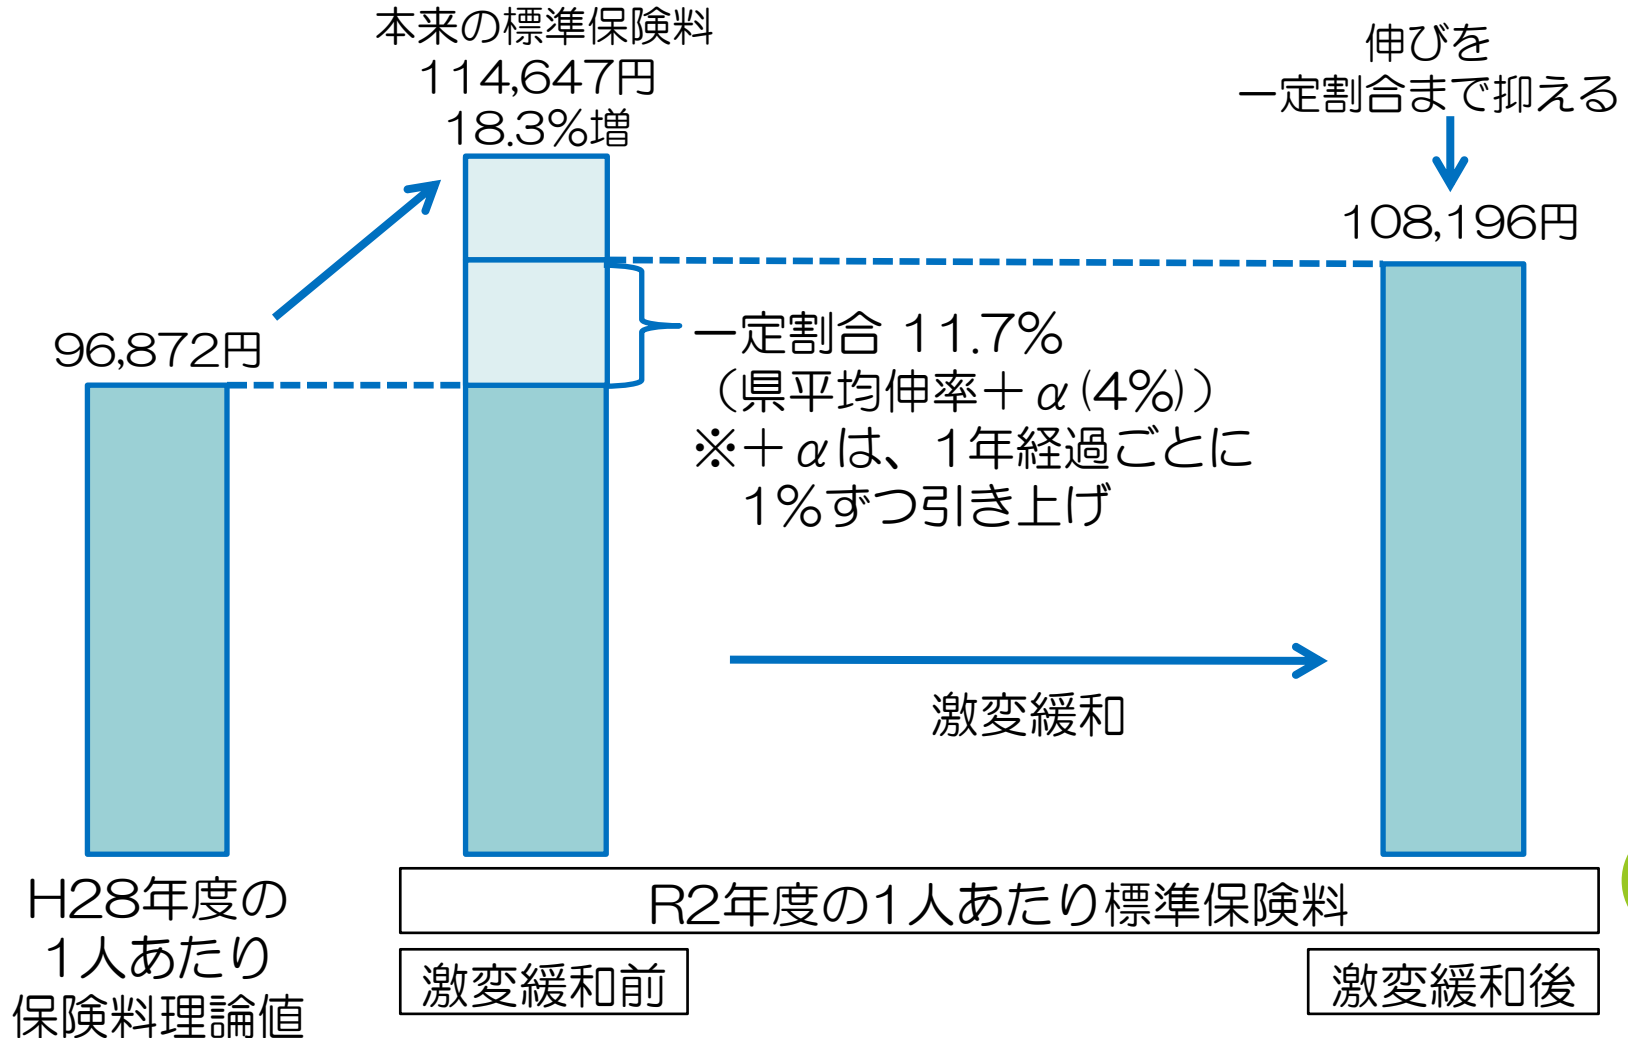 本来の標準保険料
114,647円
18.3%増
伸びを
一定割合まで抑える
108,196円
96,872円
一定割合 11.7%
（県平均伸率＋α(4%)）
※＋αは、1年経過ごとに
1%ずつ引き上げ
激変緩和
H28年度の
1人あたり
保険料理論値
R2年度の1人あたり標準保険料
激変緩和前
激変緩和後